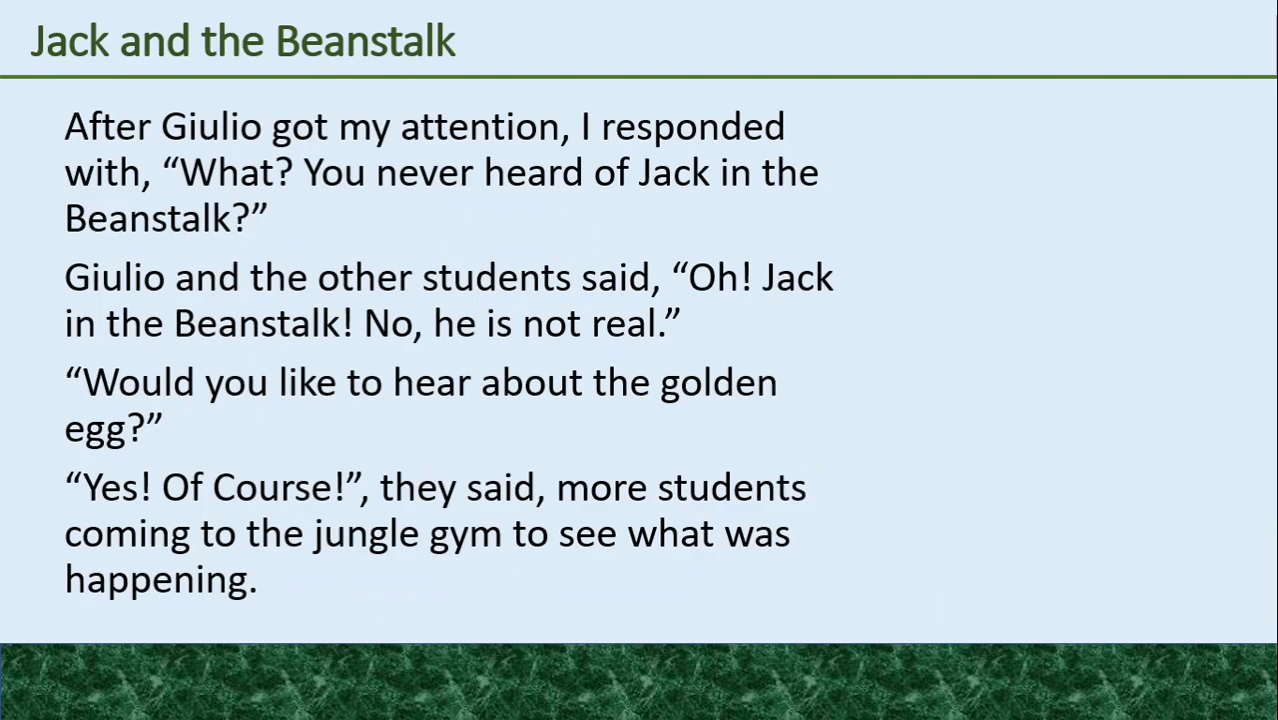 Jack and the Beanstalk
After Giulio got my attention, I responded
with, “What? You never heard of Jack in the
Beanstalk?”
Giulio and the other students said, “Oh! Jack
in the Beanstalk! No, he is not real.”
“Would you like to hear about the golden
egg?”
“Yes! Of Course!”, they said, more students
coming to the jungle gym to see what was
happening.